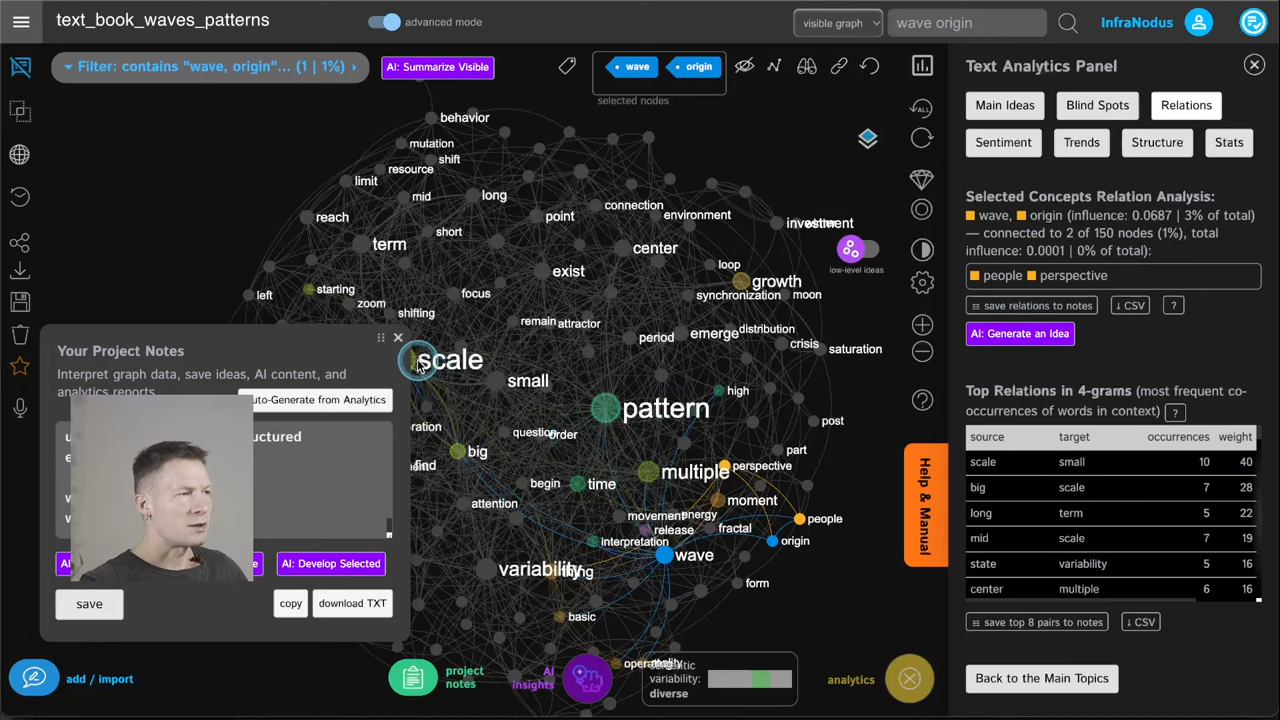 text_book_waves_patterns
advanced mode
visible graph
wave origin
InfraNodus
Filter: contains "wave, origin"... (1 | 1%)
AI: Summarize Visible
wave
origin
selected nodes
behavior
mutation
shift
resource
limit
mid
long
reach
short
term
point
connection
environment
center
exist
loop
growth
synchronization
moon
low-level ideas
left
starting
zoom
focus
shifting
remain
attractor
period
emerge
distribution
crisis
saturation
scale
small
pattern
high
post
question
order
part
find
big
begin
time
multiple
perspective
attention
moment
movement
energy
release
fractal
people
interpretation
origin
wave
variability
form
basic
Your Project Notes
Interpret graph data, save ideas, AI content, and
analytics reports
save
AI: Develop Selected
copy
download TXT
add / import
project
notes
AI
insights
variability:
diverse
analytics
Help & Manual
Text Analytics Panel
Main Ideas
Blind Spots
Relations
Sentiment
Trends
Structure
Stats
Selected Concepts Relation Analysis:
wave, origin (influence: 0.0687 | 3% of total)
— connected to 2 of 150 nodes (1%), total
influence: 0.0001 | 0% of total):
people perspective
save relations to notes
↓ CSV
?
AI: Generate an Idea
Top Relations in 4-grams (most frequent co-
occurrences of words in context) ?
source target occurrences weight
scale small 10 40
big scale 7 28
long term 5 22
mid scale 7 19
state variability 5 16
center multiple 6 16
save top 8 pairs to notes
↓ CSV
Back to the Main Topics